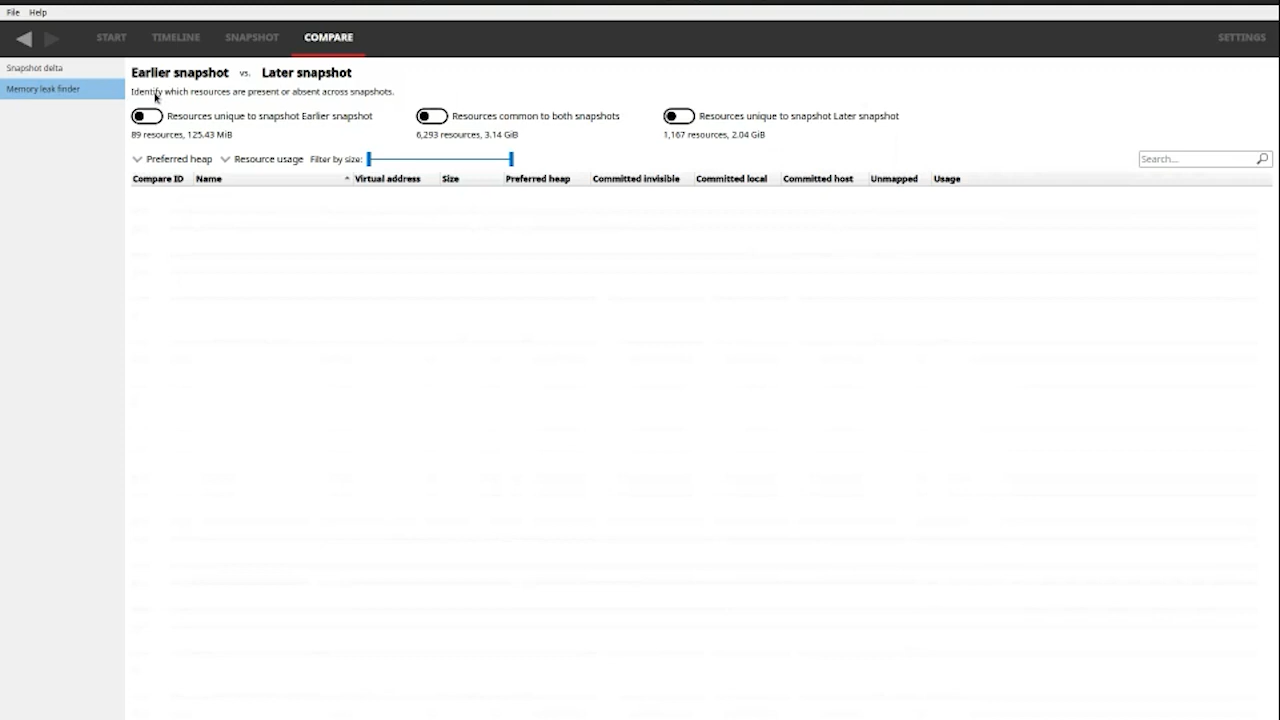 File Help
START TIMELINE SNAPSHOT COMPARE SETTINGS
Snapshot delta
Memory leak finder
Earlier snapshot vs. Later snapshot
Identify which resources are present or absent across snapshots.
Resources unique to snapshot Earlier snapshot Resources common to both snapshots Resources unique to snapshot Later snapshot
89 resources, 125.43 MiB 6,293 resources, 3.14 GiB 1,167 resources, 2.04 GiB
Preferred heap Resource usage Filter by size: Search...
Compare ID Name Virtual address Size Preferred heap Committed invisible Committed local Committed host Unmapped Usage